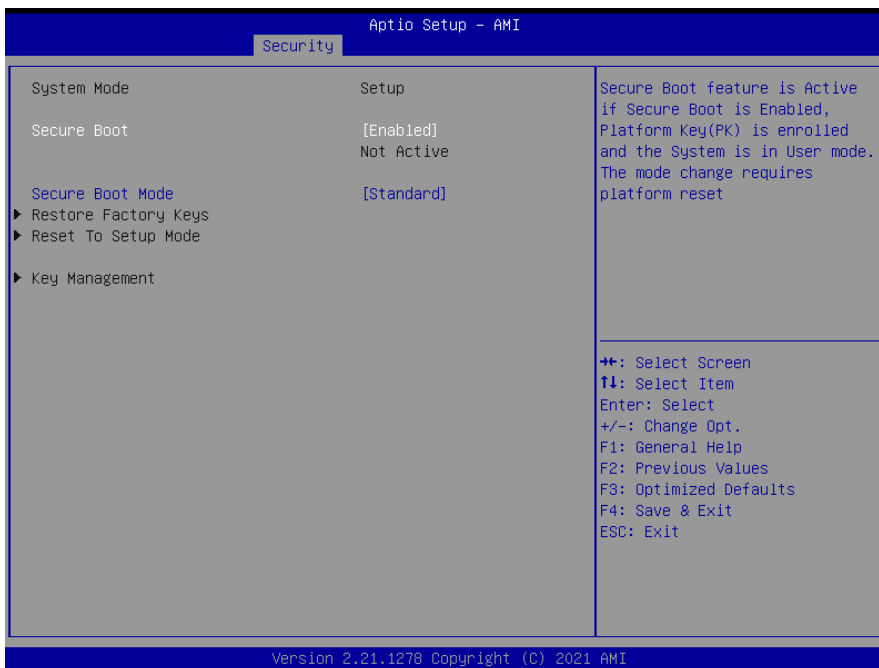 Aptio Setup - AMI
Security
System Mode Setup
Secure Boot [Enabled]
Not Active
Secure Boot Mode [Standard]
▶ Restore Factory Keys
▶ Reset To Setup Mode
▶ Key Management
Secure Boot feature is Active
if Secure Boot is Enabled,
Platform Key(PK) is enrolled
and the System is in User mode.
The mode change requires
platform reset
→←: Select Screen
↑↓: Select Item
Enter: Select
+/-: Change Opt.
F1: General Help
F2: Previous Values
F3: Optimized Defaults
F4: Save & Exit
ESC: Exit
Version 2.21.1278 Copyright (C) 2021 AMI